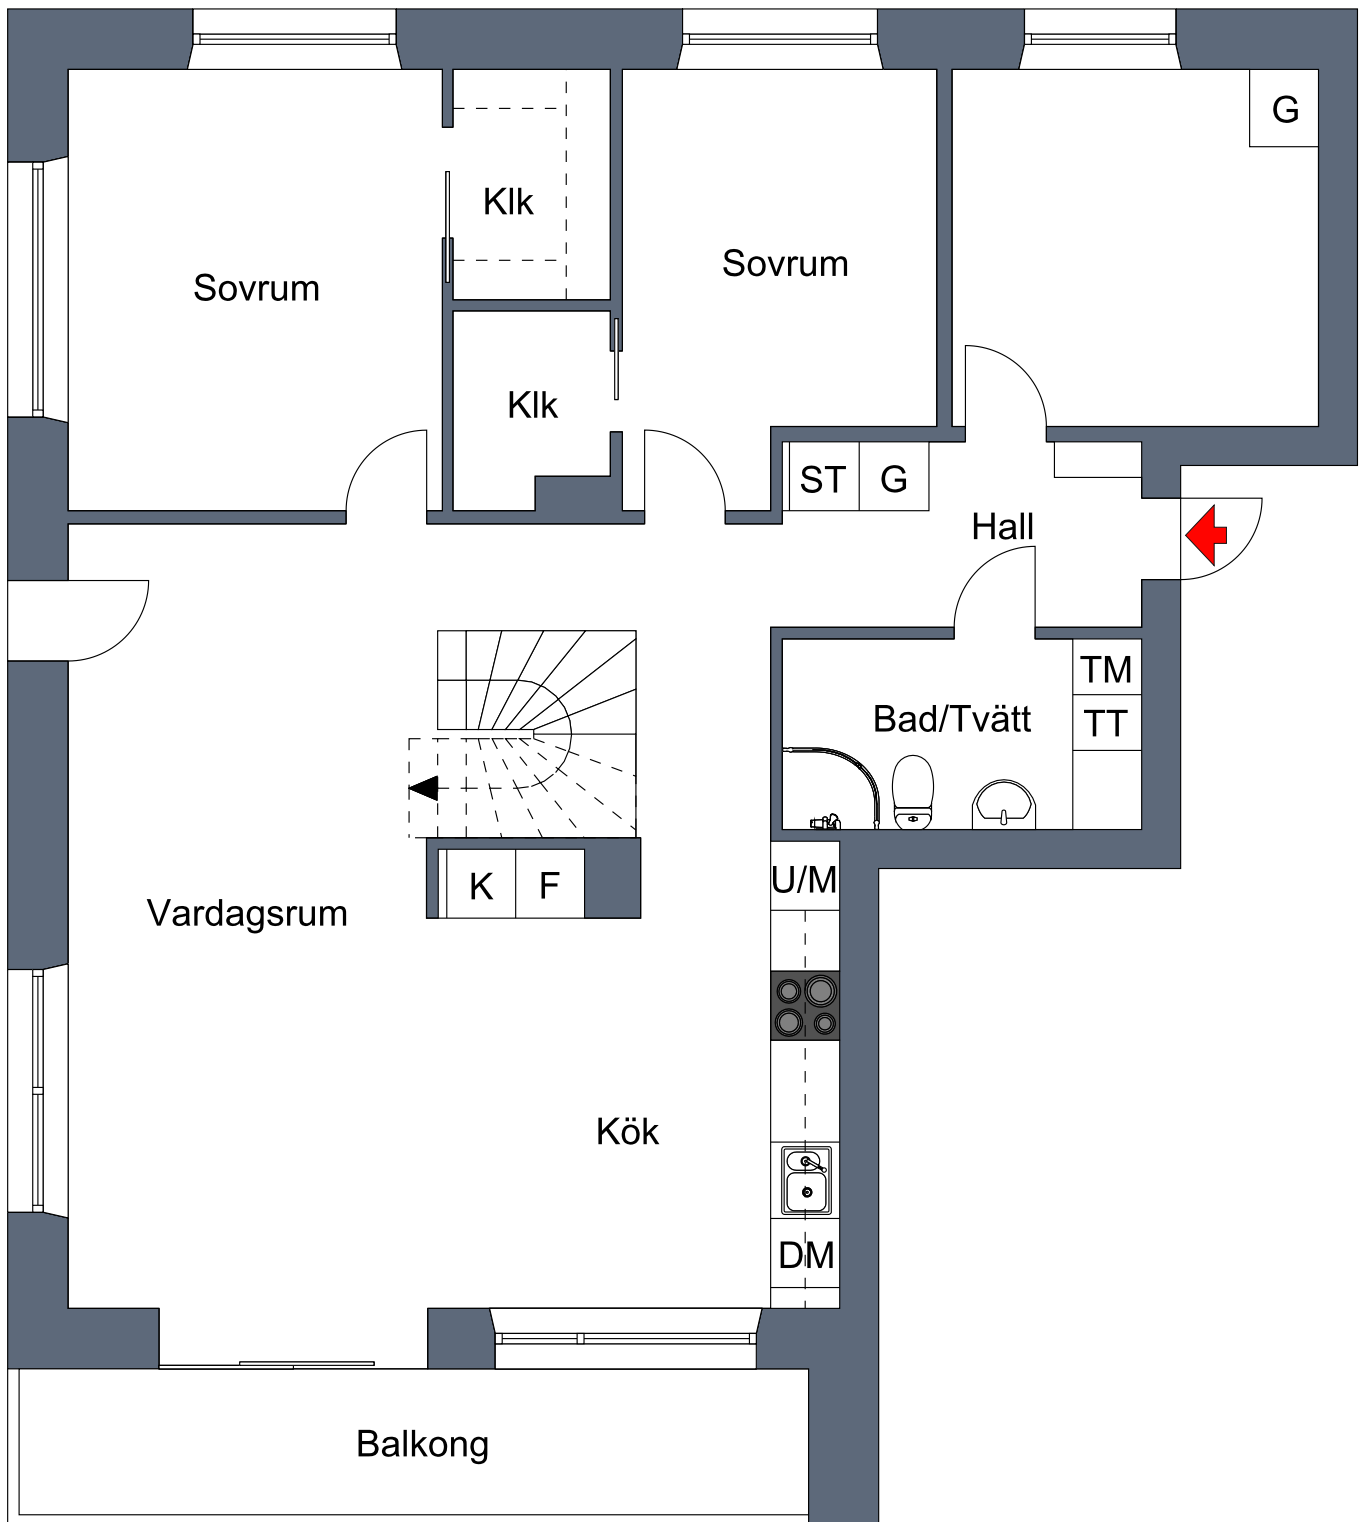 G
Klk
Sovrum
Sovrum
Klk
ST G
Hall
TM
Bad/Tvätt TT
K F U/M
Vardagsrum
Kök
DM
Balkong